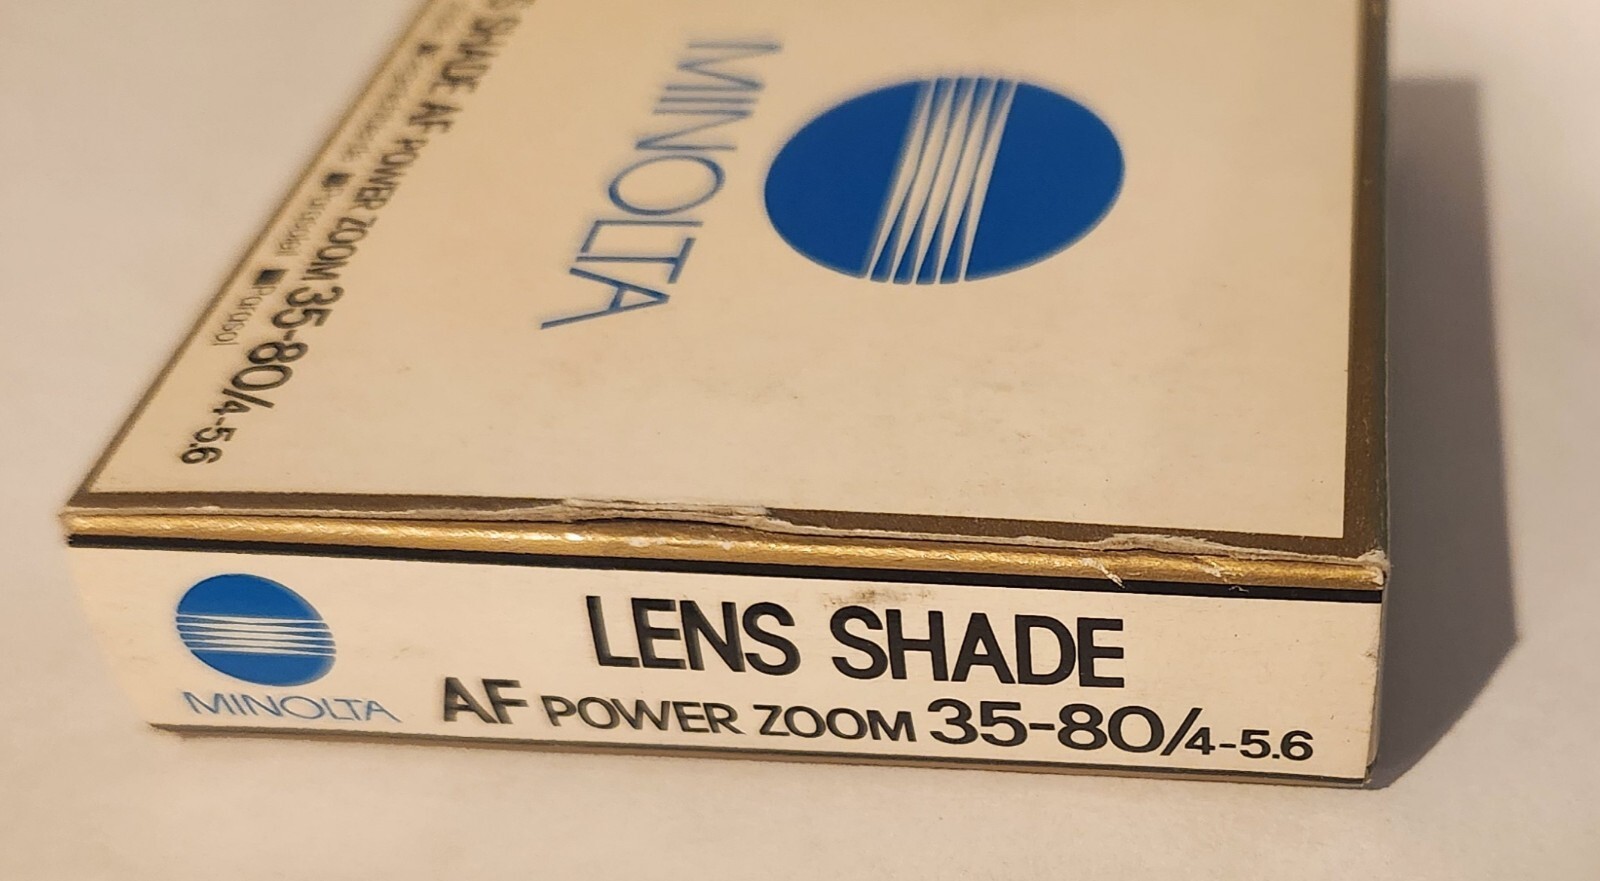 SHADE AF POWER ZOOM 35-80/4-5.6
■ Parasol
MINOLTA
MINOLTA
LENS SHADE
AF POWER ZOOM 35-80/4-5.6